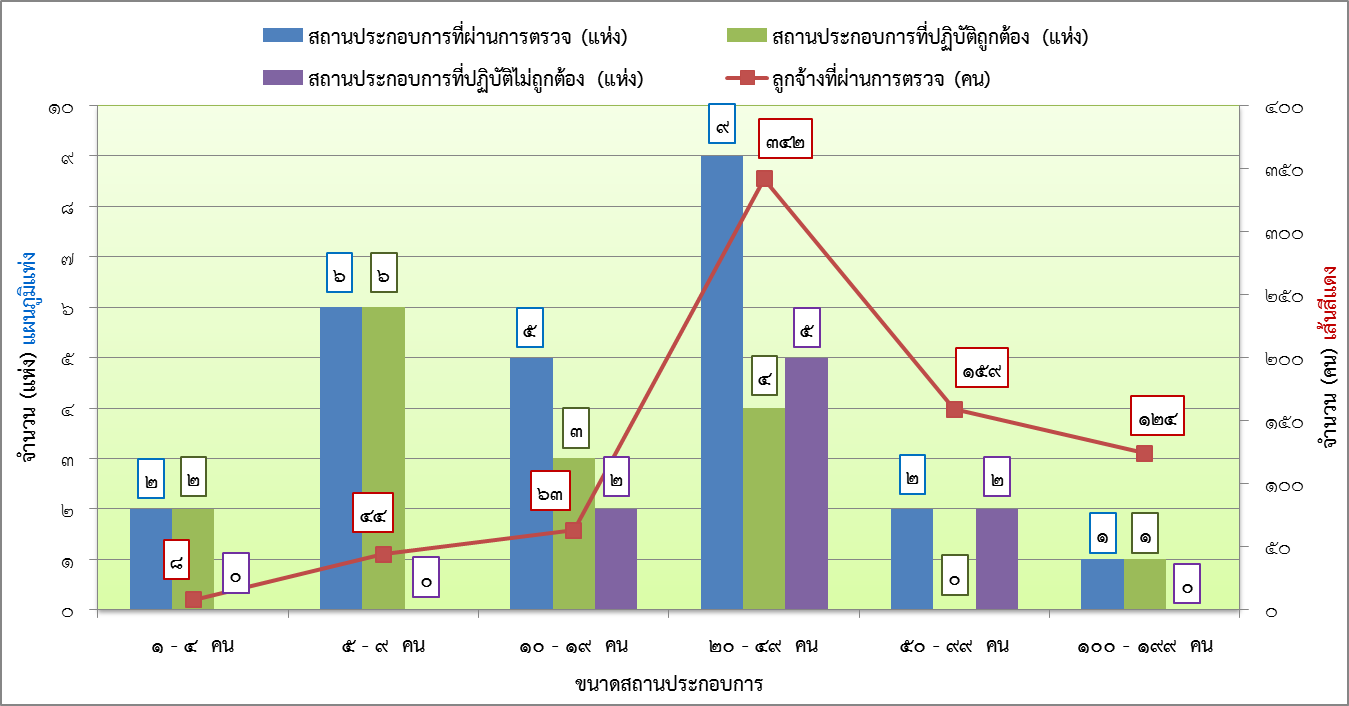 สถานประกอบการที่ผ่านการตรวจ (แห่ง) สถานประกอบการที่ปฏิบัติถูกต้อง (แห่ง)
สถานประกอบการที่ปฏิบัติไม่ถูกต้อง (แห่ง) ลูกจ้างที่ผ่านการตรวจ (คน)
จำนวน (แห่ง) แผนภูมิแท่ง
๑๐
๙
๘
๗
๖
๕
๔
๓
๒
๑
๐
๒ ๒ ๘ ๐
๖ ๖ ๔๔ ๐
๕ ๓ ๖๓ ๒
๙ ๓๔๒ ๔ ๕
๒ ๑๕๙ ๐ ๒
๑ ๑ ๑๒๔ ๐
๔๐๐
๓๕๐
๓๐๐
๒๕๐
๒๐๐
๑๕๐
๑๐๐
๕๐
๐
จำนวน (คน) เส้นสีแดง
๑ - ๔ คน ๕ - ๙ คน ๑๐ - ๑๙ คน ๒๐ - ๔๙ คน ๕๐ - ๙๙ คน ๑๐๐ - ๑๙๙ คน
ขนาดสถานประกอบการ